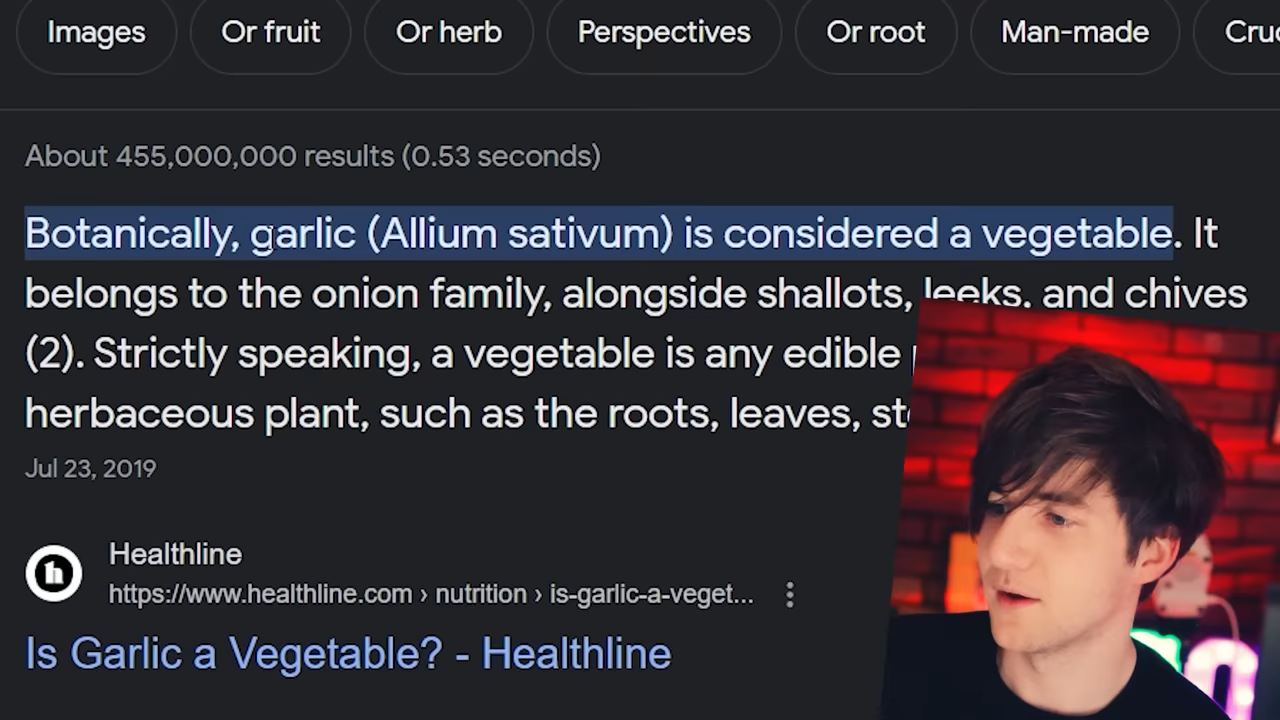 Images Or fruit Or herb Perspectives Or root Man-made
About 455,000,000 results (0.53 seconds)
Botanically, garlic (Allium sativum) is considered a vegetable. It
belongs to the onion family, alongside shallots, leeks, and chives
(2). Strictly speaking, a vegetable is any edible
herbaceous plant, such as the roots, leaves,
Jul 23, 2019
Healthline
https://www.healthline.com › nutrition › is-garlic-a-veget...
Is Garlic a Vegetable? - Healthline